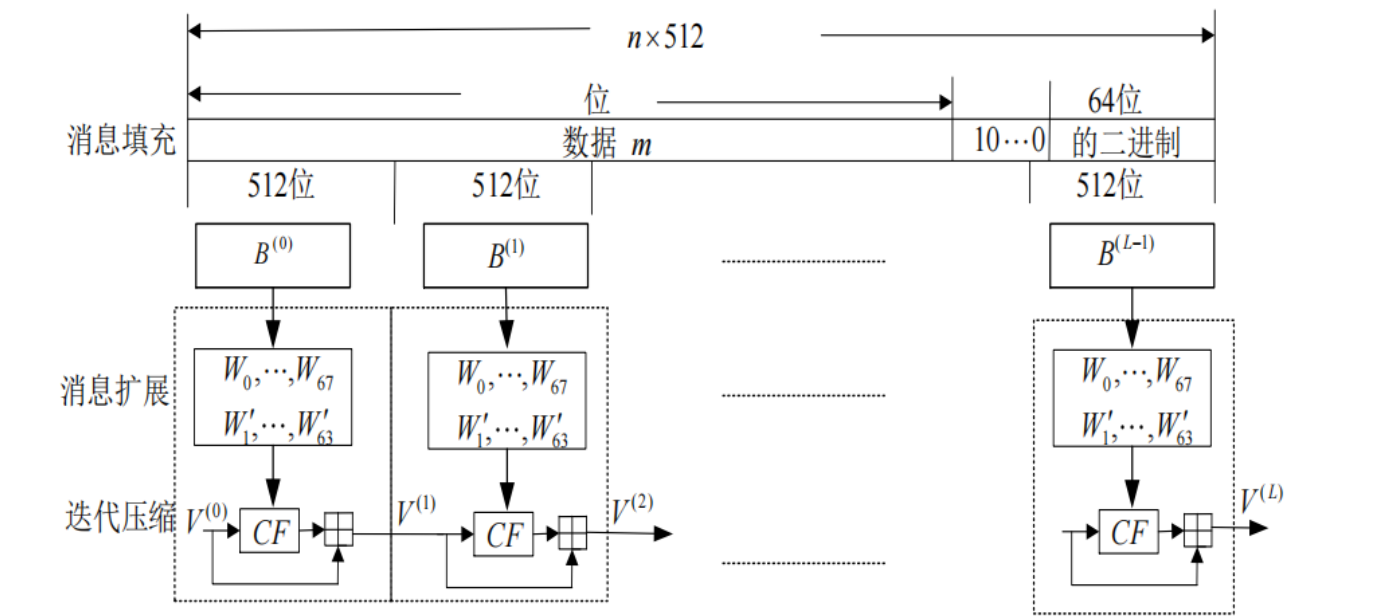 n×512
位 64位
消息填充 数据 m 10⋯0 的二进制
512位 512位 512位
B(0) B(1) B(L−1)
消息扩展 W0,⋯,W67 W0,⋯,W67 W0,⋯,W67
W′1,⋯,W′63 W′1,⋯,W′63 W′1,⋯,W′63
迭代压缩 V(0) CF V(1) CF V(2) CF V(L)